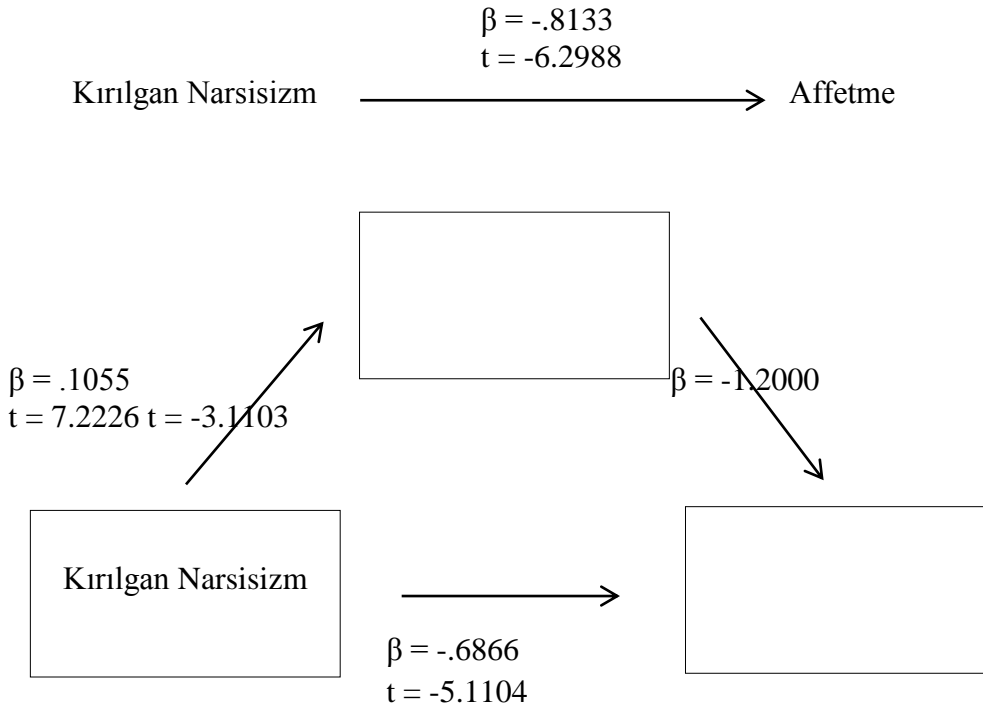 β = -.8133
t = -6.2988
Kırılgan Narsisizm Affetme
β = .1055
β = -1.2000
t = 7.2226 t = -3.1103
Kırılgan Narsisizm
β = -.6866
t = -5.1104